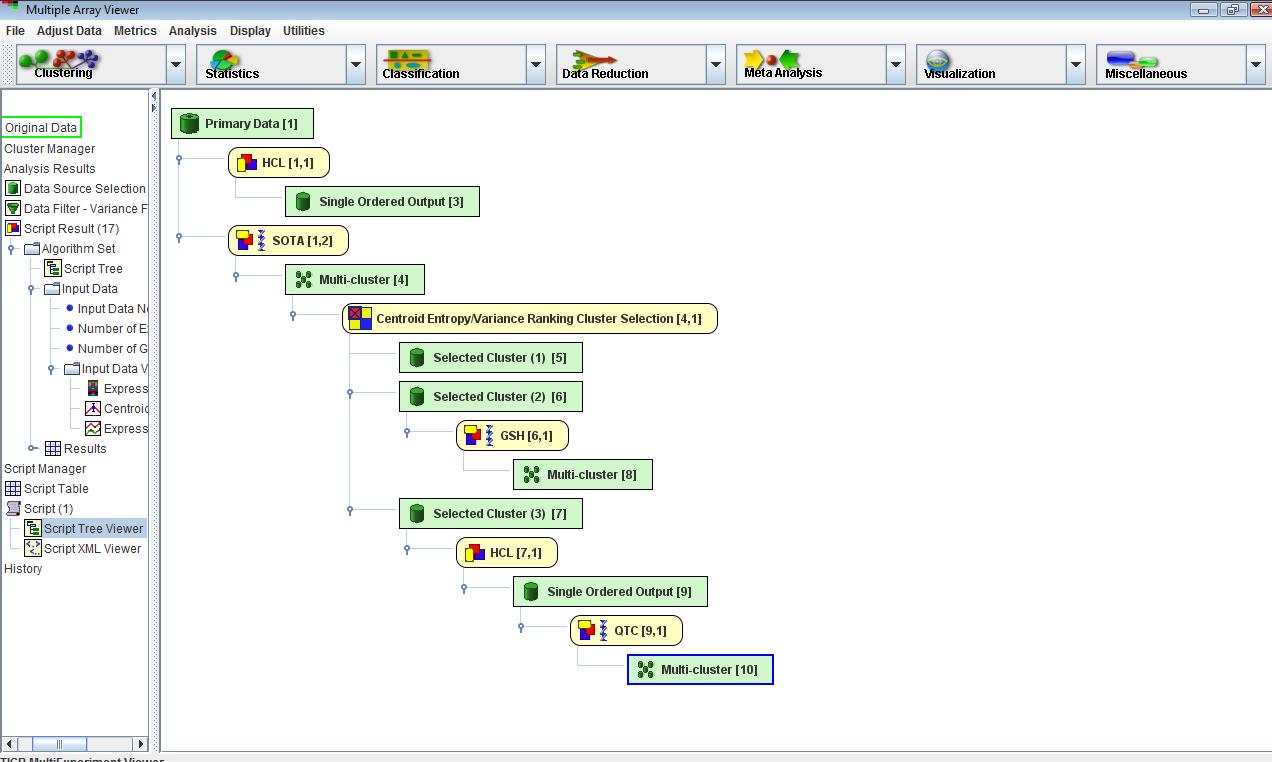 Multiple Array Viewer
File Adjust Data Metrics Analysis Display Utilities
Clustering Statistics Classification Data Reduction Meta Analysis Visualization Miscellaneous
Original Data
Cluster Manager
Analysis Results
Data Source Selection
Data Filter - Variance F
Script Result (17)
Algorithm Set
Script Tree
Input Data
Input Data N
Number of E
Number of G
Input Data V
Express
Centroid
Express
Results
Script Manager
Script Table
Script (1)
Script Tree Viewer
Script XML Viewer
History
Primary Data [1]
HCL [1,1]
Single Ordered Output [3]
SOTA [1,2]
Multi-cluster [4]
Centroid Entropy/Variance Ranking Cluster Selection [4,1]
Selected Cluster (1) [5]
Selected Cluster (2) [6]
GSH [6,1]
Multi-cluster [8]
Selected Cluster (3) [7]
HCL [7,1]
Single Ordered Output [9]
QTC [9,1]
Multi-cluster [10]
TIGR MultiExperiment Viewer